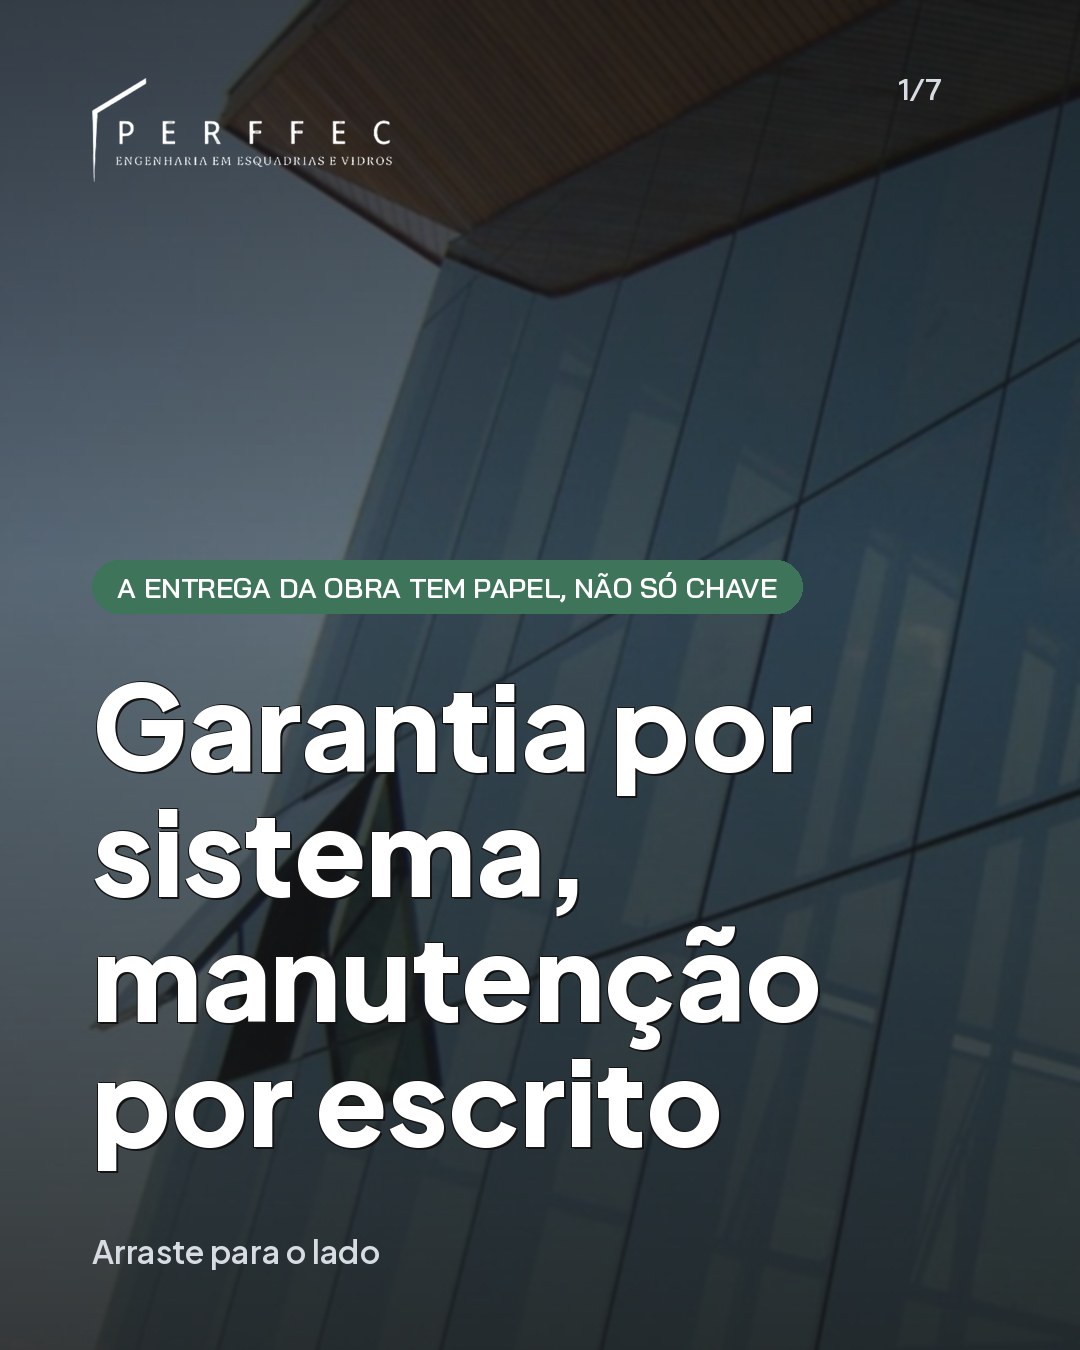 PERFFEC
ENGENHARIA EM ESQUADRIAS E VIDROS
1/7
A ENTREGA DA OBRA TEM PAPEL, NÃO SÓ CHAVE
Garantia por
sistema,
manutenção
por escrito
Arraste para o lado